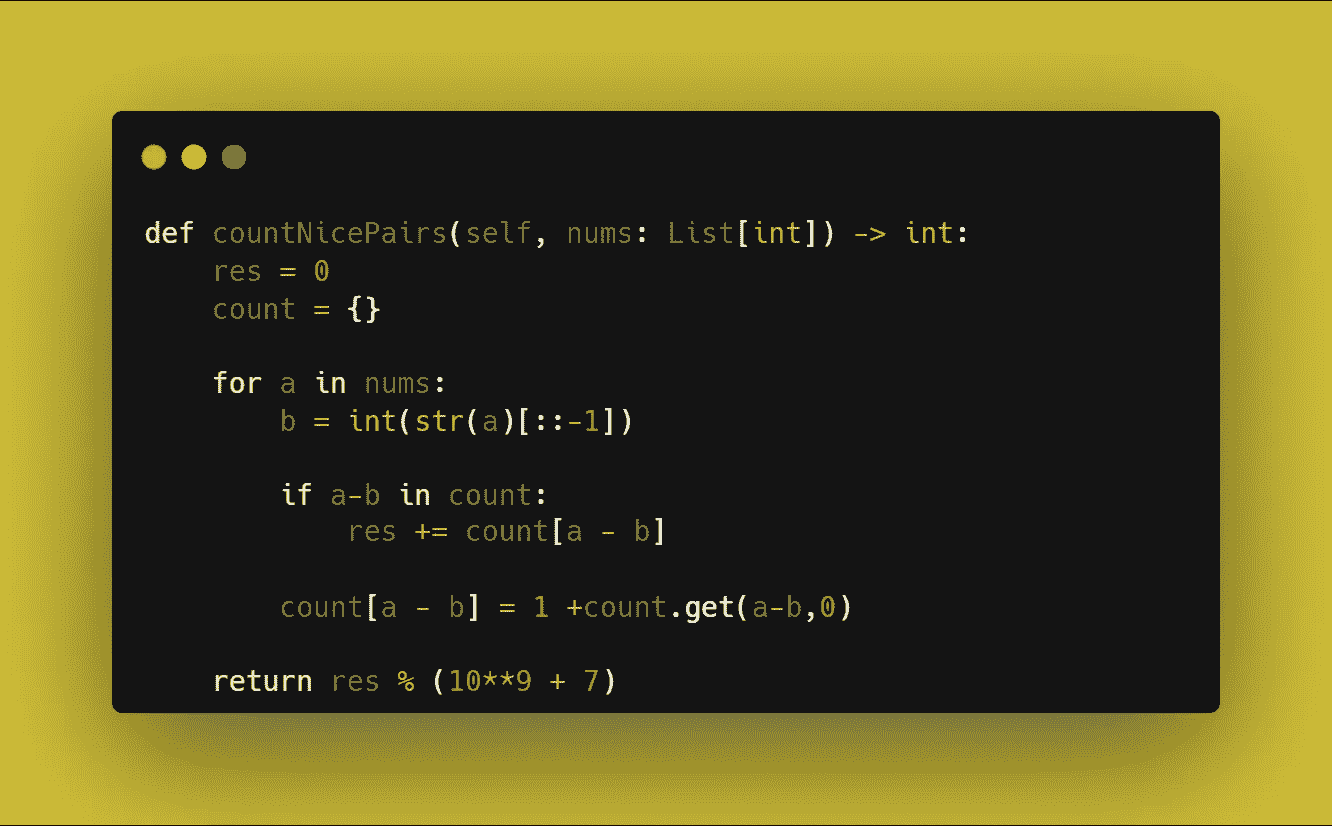 def countNicePairs(self, nums: List[int]) -> int:
    res = 0
    count = {}
    for a in nums:
        b = int(str(a)[::-1])
        if a-b in count:
            res += count[a - b]
        count[a - b] = 1 +count.get(a-b,0)
    return res % (10**9 + 7)